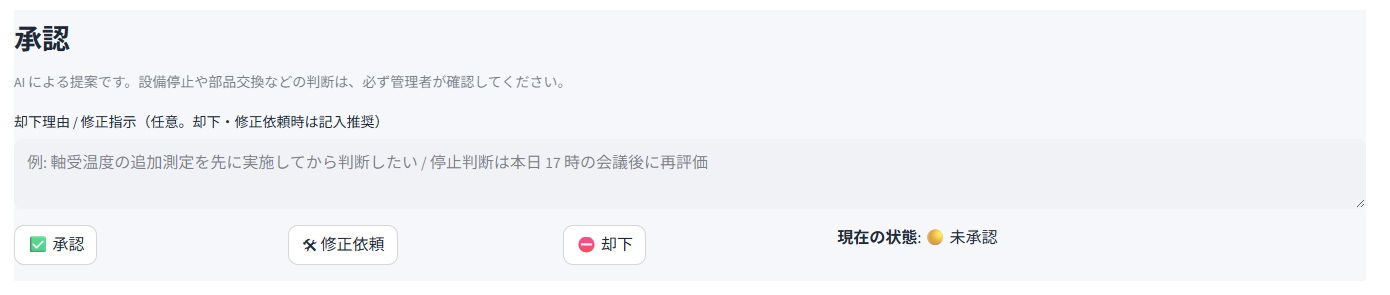 承認
AI による提案です。設備停止や部品交換などの判断は、必ず管理者が確認してください。
却下理由 / 修正指示（任意。却下・修正依頼時は記入推奨）
例: 軸受温度の追加測定を先に実施してから判断したい / 停止判断は本日 17 時の会議後に再評価
✅ 承認
🛠 修正依頼
⛔ 却下
現在の状態: 🟡 未承認